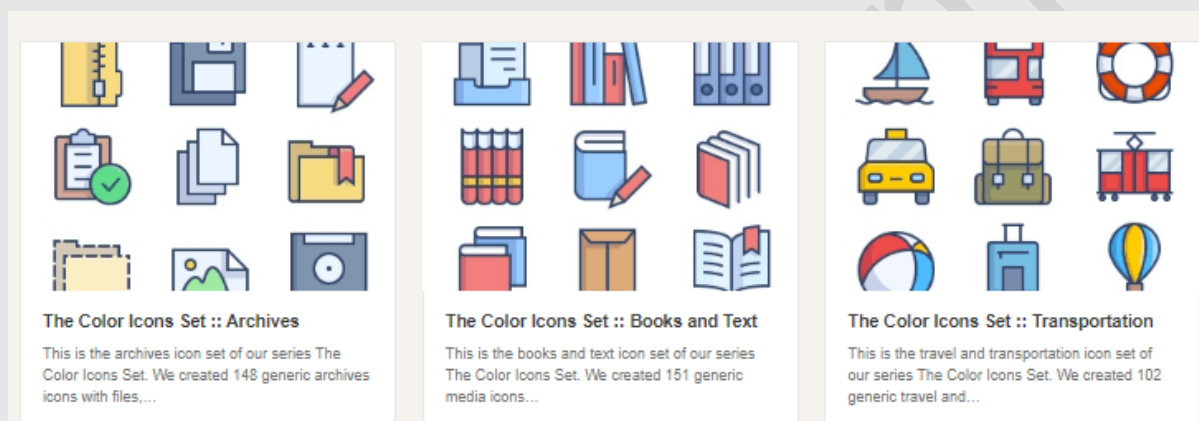 The Color Icons Set :: Archives
This is the archives icon set of our series The
Color Icons Set. We created 148 generic archives
icons with files,...
The Color Icons Set :: Books and Text
This is the books and text icon set of our series
The Color Icons Set. We created 151 generic
media icons...
The Color Icons Set :: Transportation
This is the travel and transportation icon set of
our series The Color Icons Set. We created 102
generic travel and...